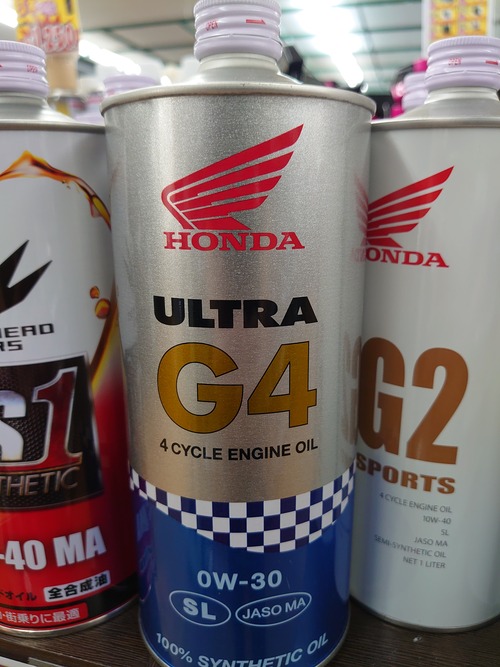 HONDA
ULTRA
G4
4 CYCLE ENGINE OIL
0W-30
SL
JASO MA
100% SYNTHETIC OIL
HONDA
G2
SPORTS
4 CYCLE ENGINE OIL
10W-40
SL
JASO MA
SEMI-SYNTHETIC OIL
NET 1 LITER
S1
-40 MA
全合成油